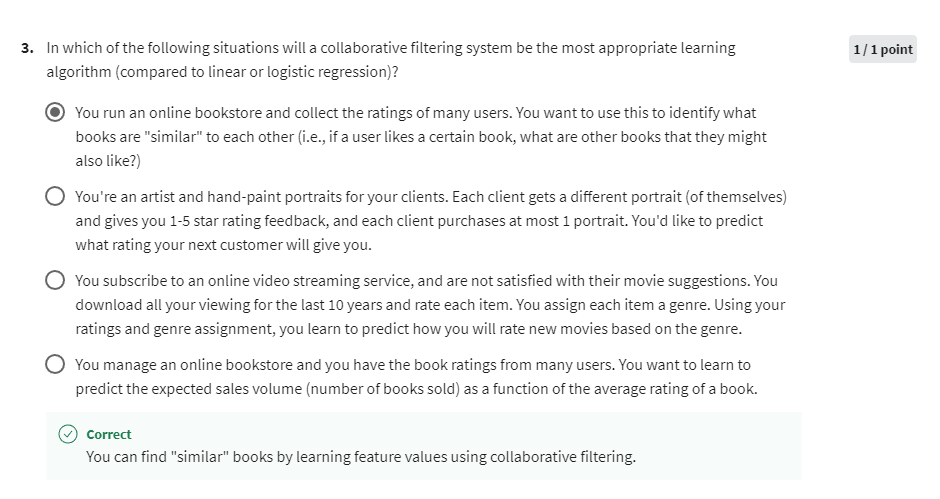 3. In which of the following situations will a collaborative filtering system be the most appropriate learning
algorithm (compared to linear or logistic regression)?
1 / 1 point
You run an online bookstore and collect the ratings of many users. You want to use this to identify what
books are "similar" to each other (i.e., if a user likes a certain book, what are other books that they might
also like?)
You're an artist and hand-paint portraits for your clients. Each client gets a different portrait (of themselves)
and gives you 1-5 star rating feedback, and each client purchases at most 1 portrait. You'd like to predict
what rating your next customer will give you.
You subscribe to an online video streaming service, and are not satisfied with their movie suggestions. You
download all your viewing for the last 10 years and rate each item. You assign each item a genre. Using your
ratings and genre assignment, you learn to predict how you will rate new movies based on the genre.
You manage an online bookstore and you have the book ratings from many users. You want to learn to
predict the expected sales volume (number of books sold) as a function of the average rating of a book.
Correct
You can find "similar" books by learning feature values using collaborative filtering.